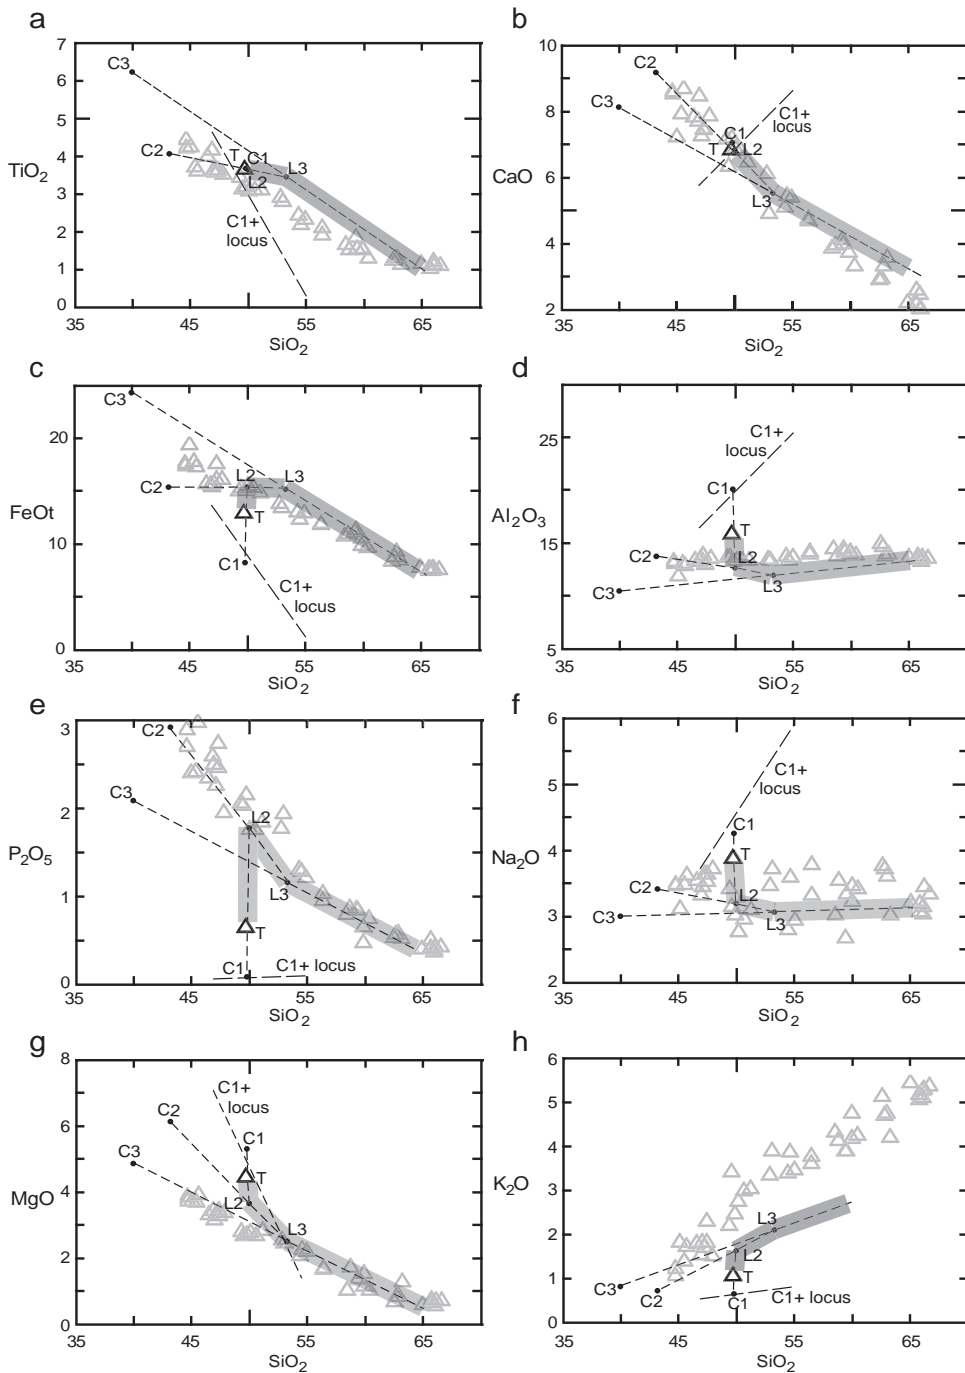 a
7
6
5
4
3
2
1
0
TiO2
C3
C2
T
C1
L2
L3
C1+
locus
35
45
55
65
SiO2
b
10
8
6
4
2
CaO
C2
C3
C1
T
L2
L3
C1+
locus
35
45
55
65
SiO2
c
20
10
0
FeOt
C3
C2
L2
L3
T
C1
C1+
locus
35
45
55
65
SiO2
d
25
15
5
Al2O3
C1+
locus
C1
T
C2
L2
C3
L3
35
45
55
65
SiO2
e
3
2
1
0
P2O5
C2
C3
L2
L3
T
C1
C1+ locus
35
45
55
65
SiO2
f
6
5
4
3
2
Na2O
C1+
locus
C1
T
C2
L2
C3
L3
35
45
55
65
SiO2
g
8
6
4
2
0
MgO
C1+
locus
C2
C1
C3
T
L2
L3
35
45
55
65
SiO2
h
6
5
4
3
2
1
0
K2O
L3
L2
C3
T
C2
C1
C1+ locus
35
45
55
65
SiO2